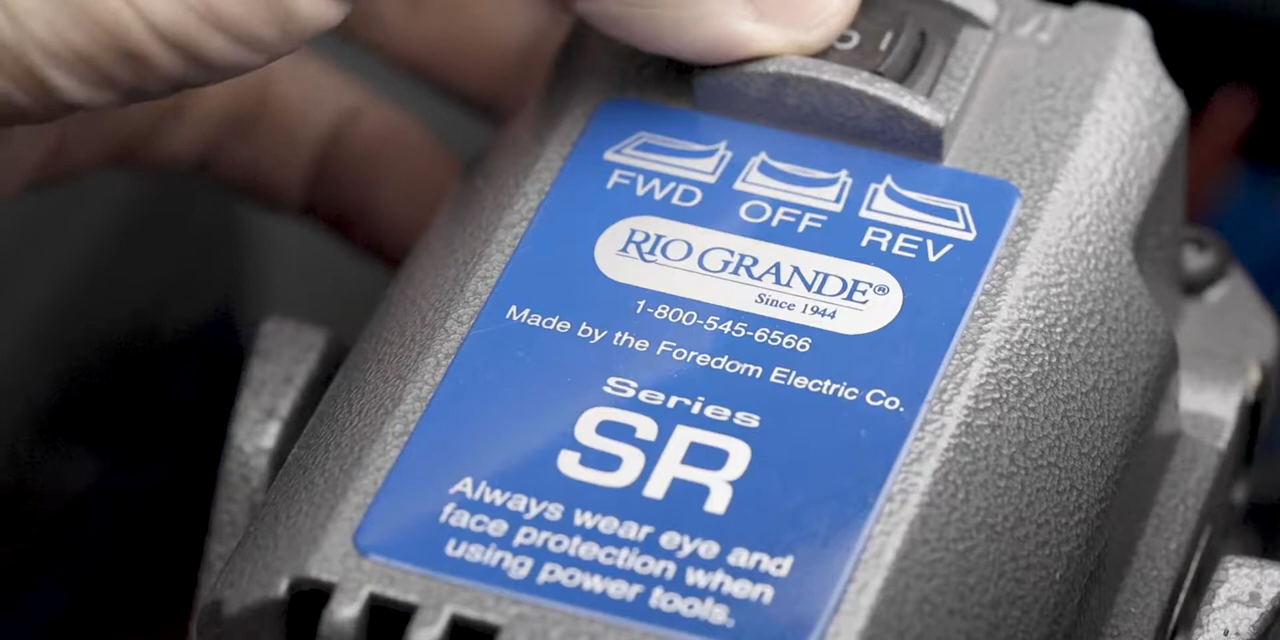 FWD OFF REV
RIO GRANDE®
Since 1944
1-800-545-6566
Made by the Foredom Electric Co.
Series
SR
Always wear eye and
face protection when
using power tools.